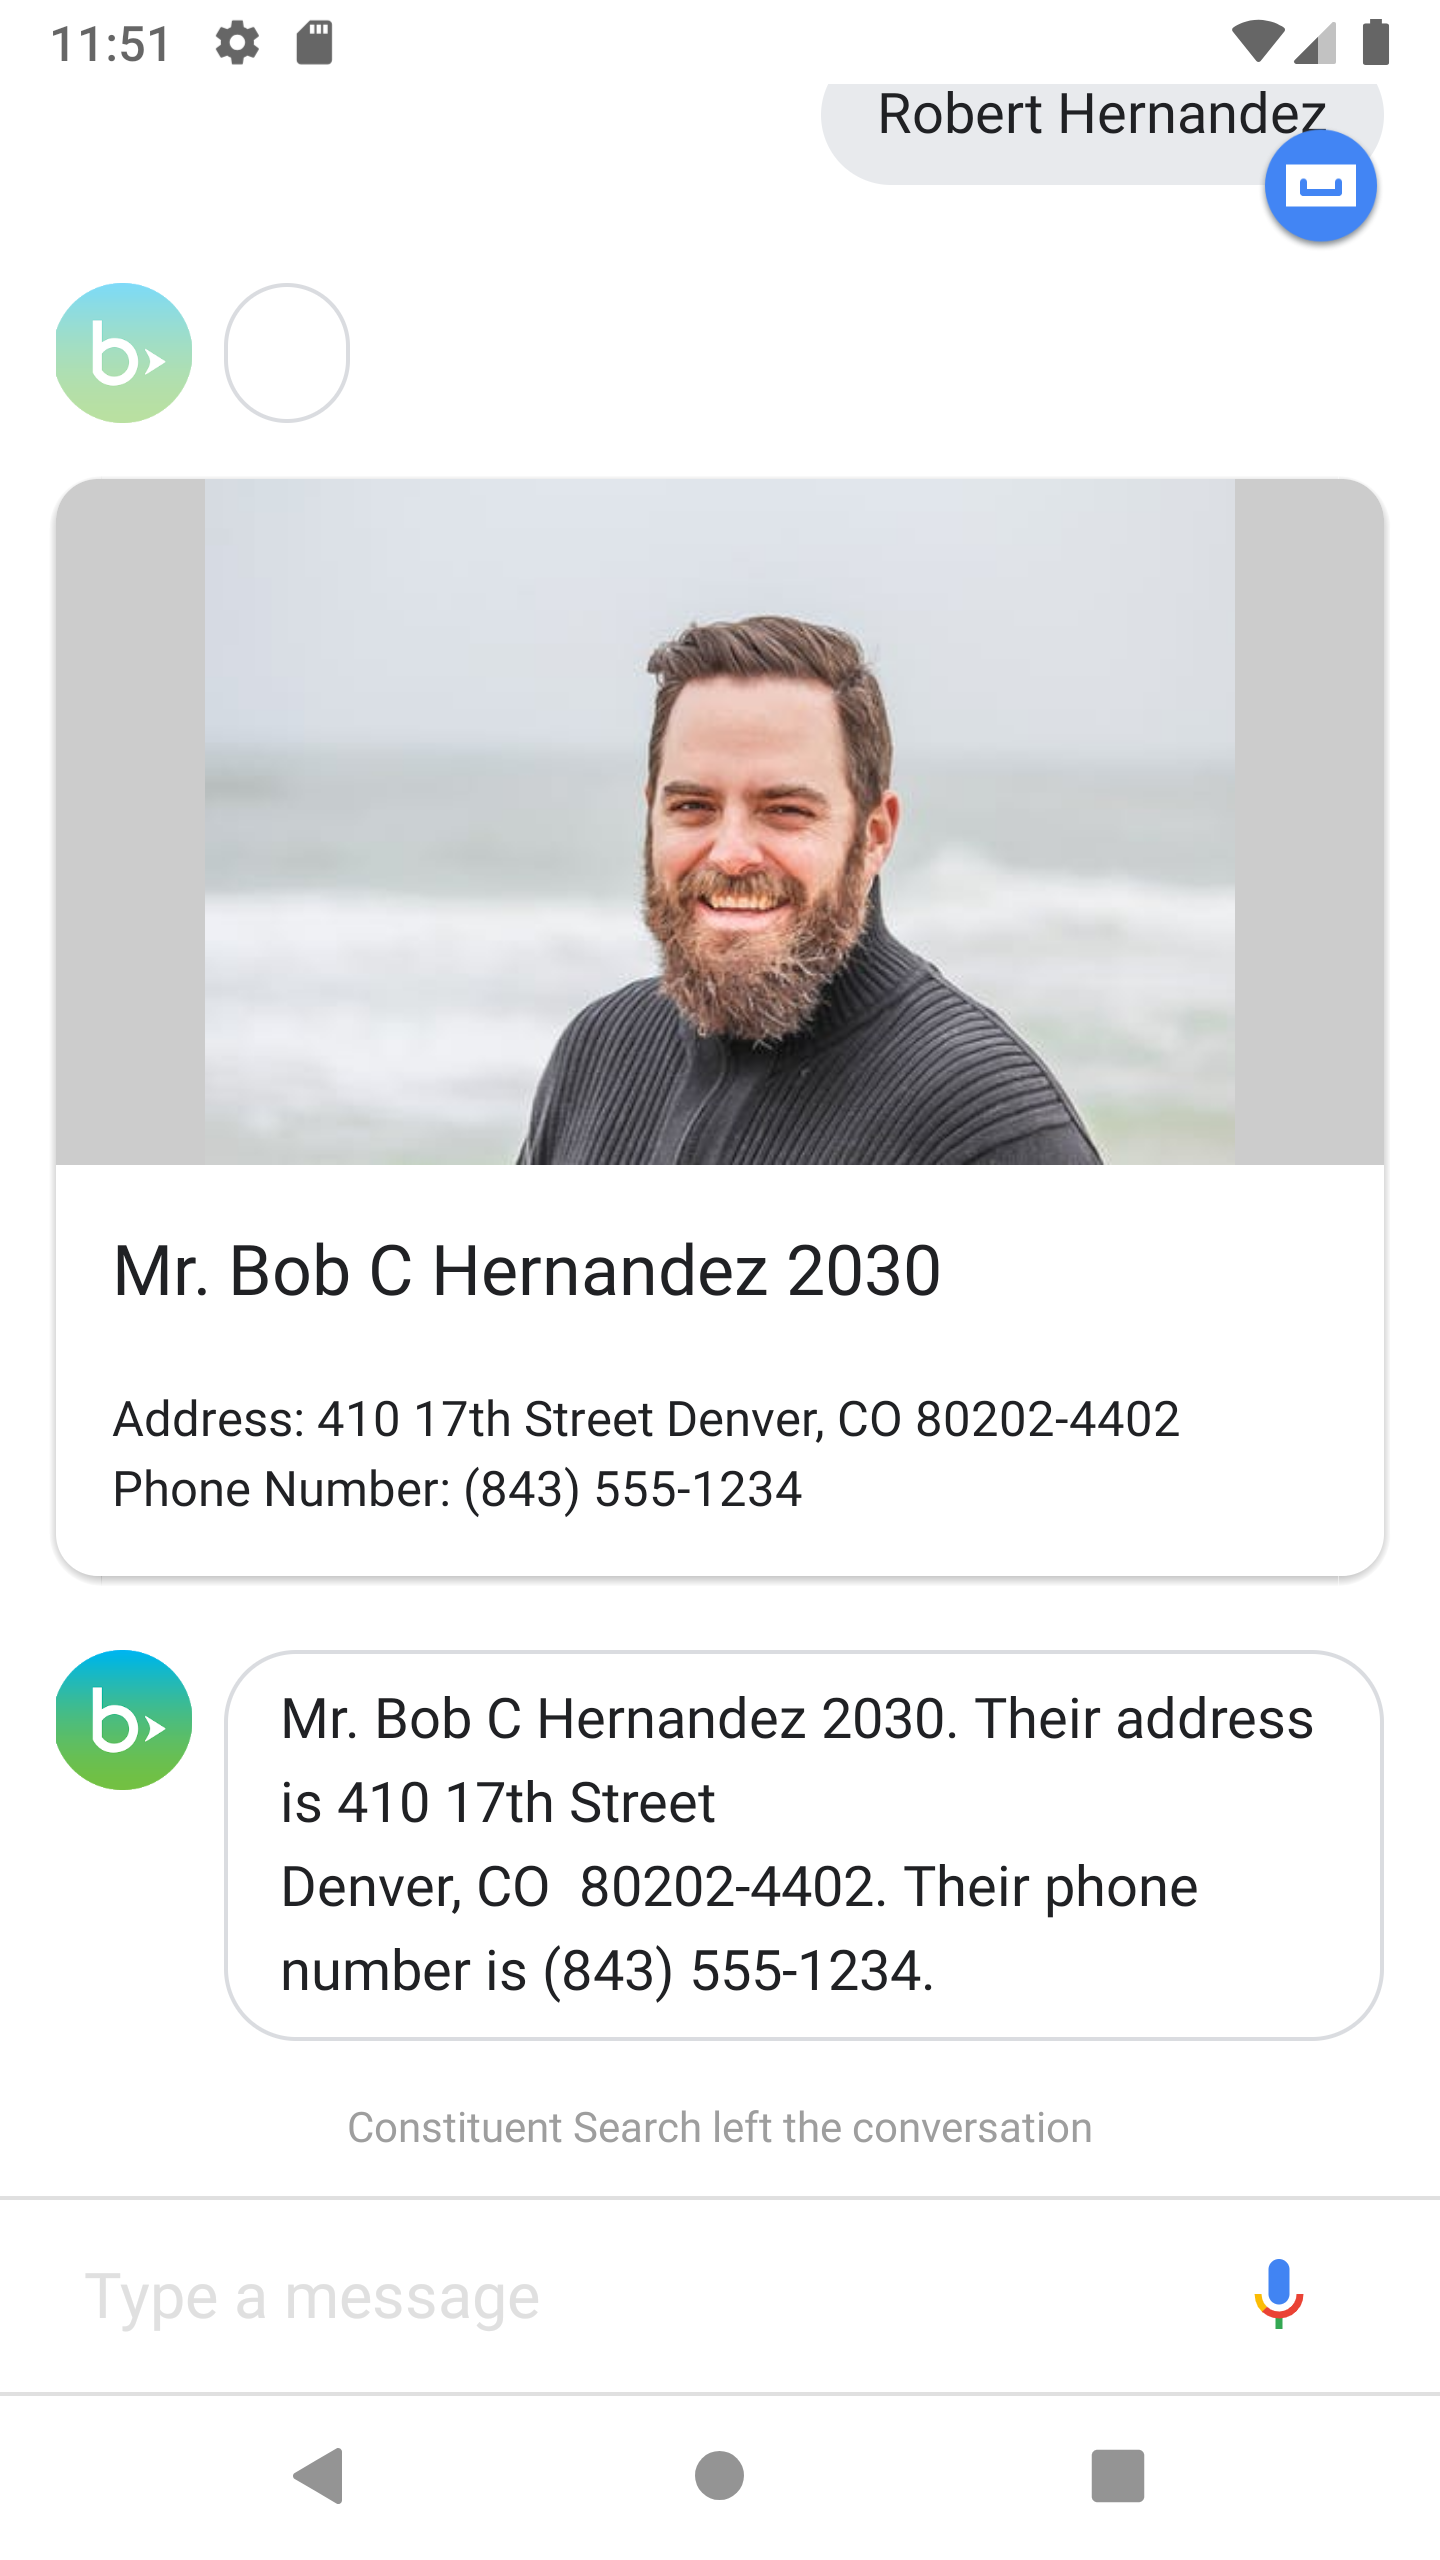 11:51
Robert Hernandez
b
Mr. Bob C Hernandez 2030
Address: 410 17th Street Denver, CO 80202-4402
Phone Number: (843) 555-1234
b
Mr. Bob C Hernandez 2030. Their address
is 410 17th Street
Denver, CO  80202-4402. Their phone
number is (843) 555-1234.
Constituent Search left the conversation
Type a message